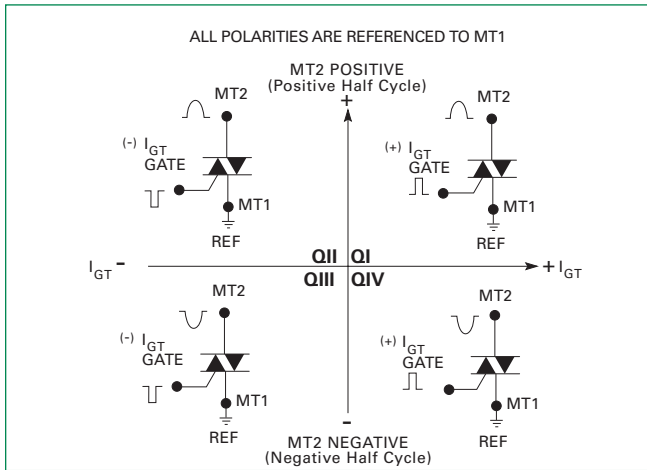 ALL POLARITIES ARE REFERENCED TO MT1
MT2 POSITIVE
(Positive Half Cycle)
+
MT2
(-) IGT
GATE
MT1
REF
MT2
(+) IGT
GATE
MT1
REF
QII QI
IGT - + IGT
QIII QIV
MT2
(-) IGT
GATE
MT1
REF
MT2
(+) IGT
GATE
MT1
REF
-
MT2 NEGATIVE
(Negative Half Cycle)